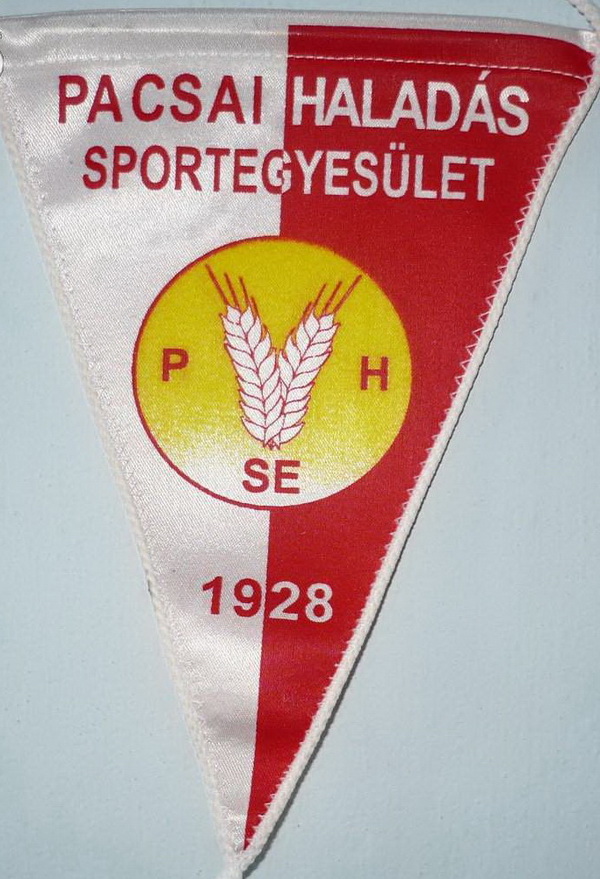 PACSAI HALADÁS
SPORTEGYESÜLET
P H
SE
1928